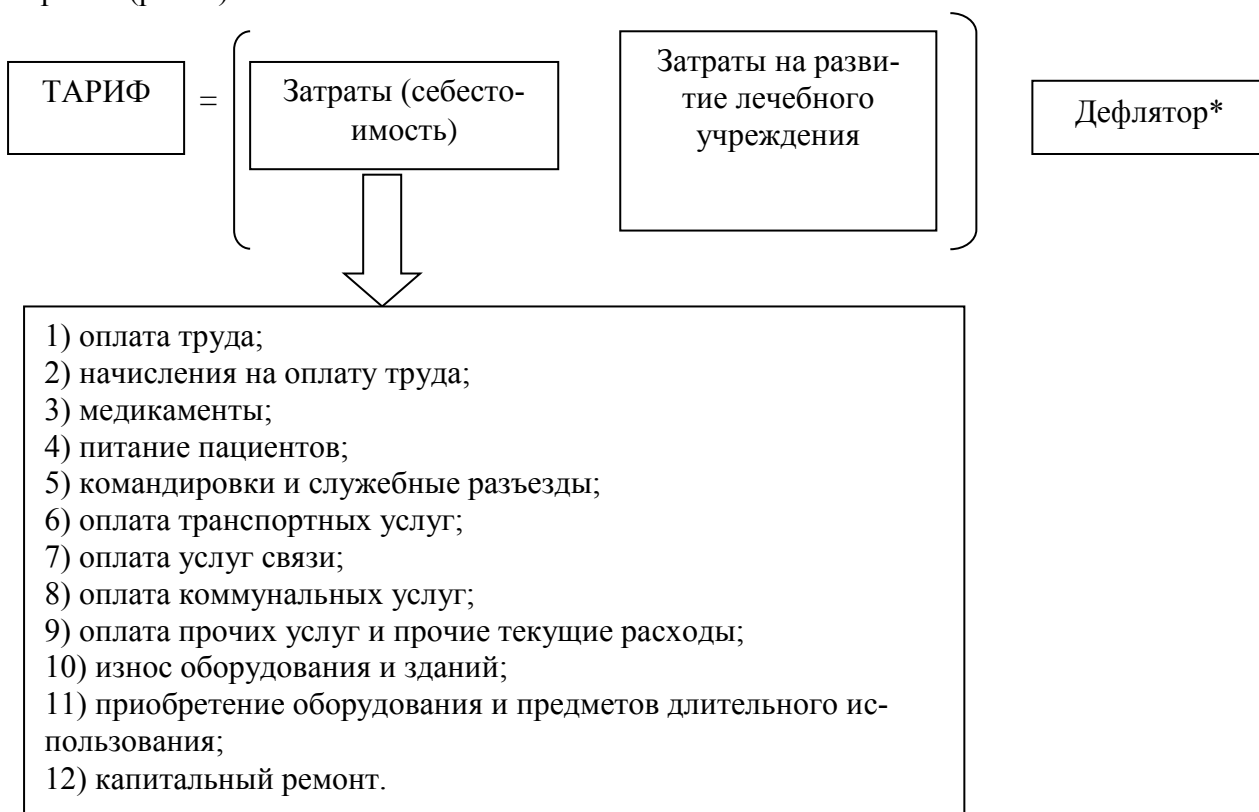 ТАРИФ
=
Затраты (себесто-
имость)
Затраты на разви-
тие лечебного
учреждения
Дефлятор*
1) оплата труда;
2) начисления на оплату труда;
3) медикаменты;
4) питание пациентов;
5) командировки и служебные разъезды;
6) оплата транспортных услуг;
7) оплата услуг связи;
8) оплата коммунальных услуг;
9) оплата прочих услуг и прочие текущие расходы;
10) износ оборудования и зданий;
11) приобретение оборудования и предметов длительного ис-
пользования;
12) капитальный ремонт.